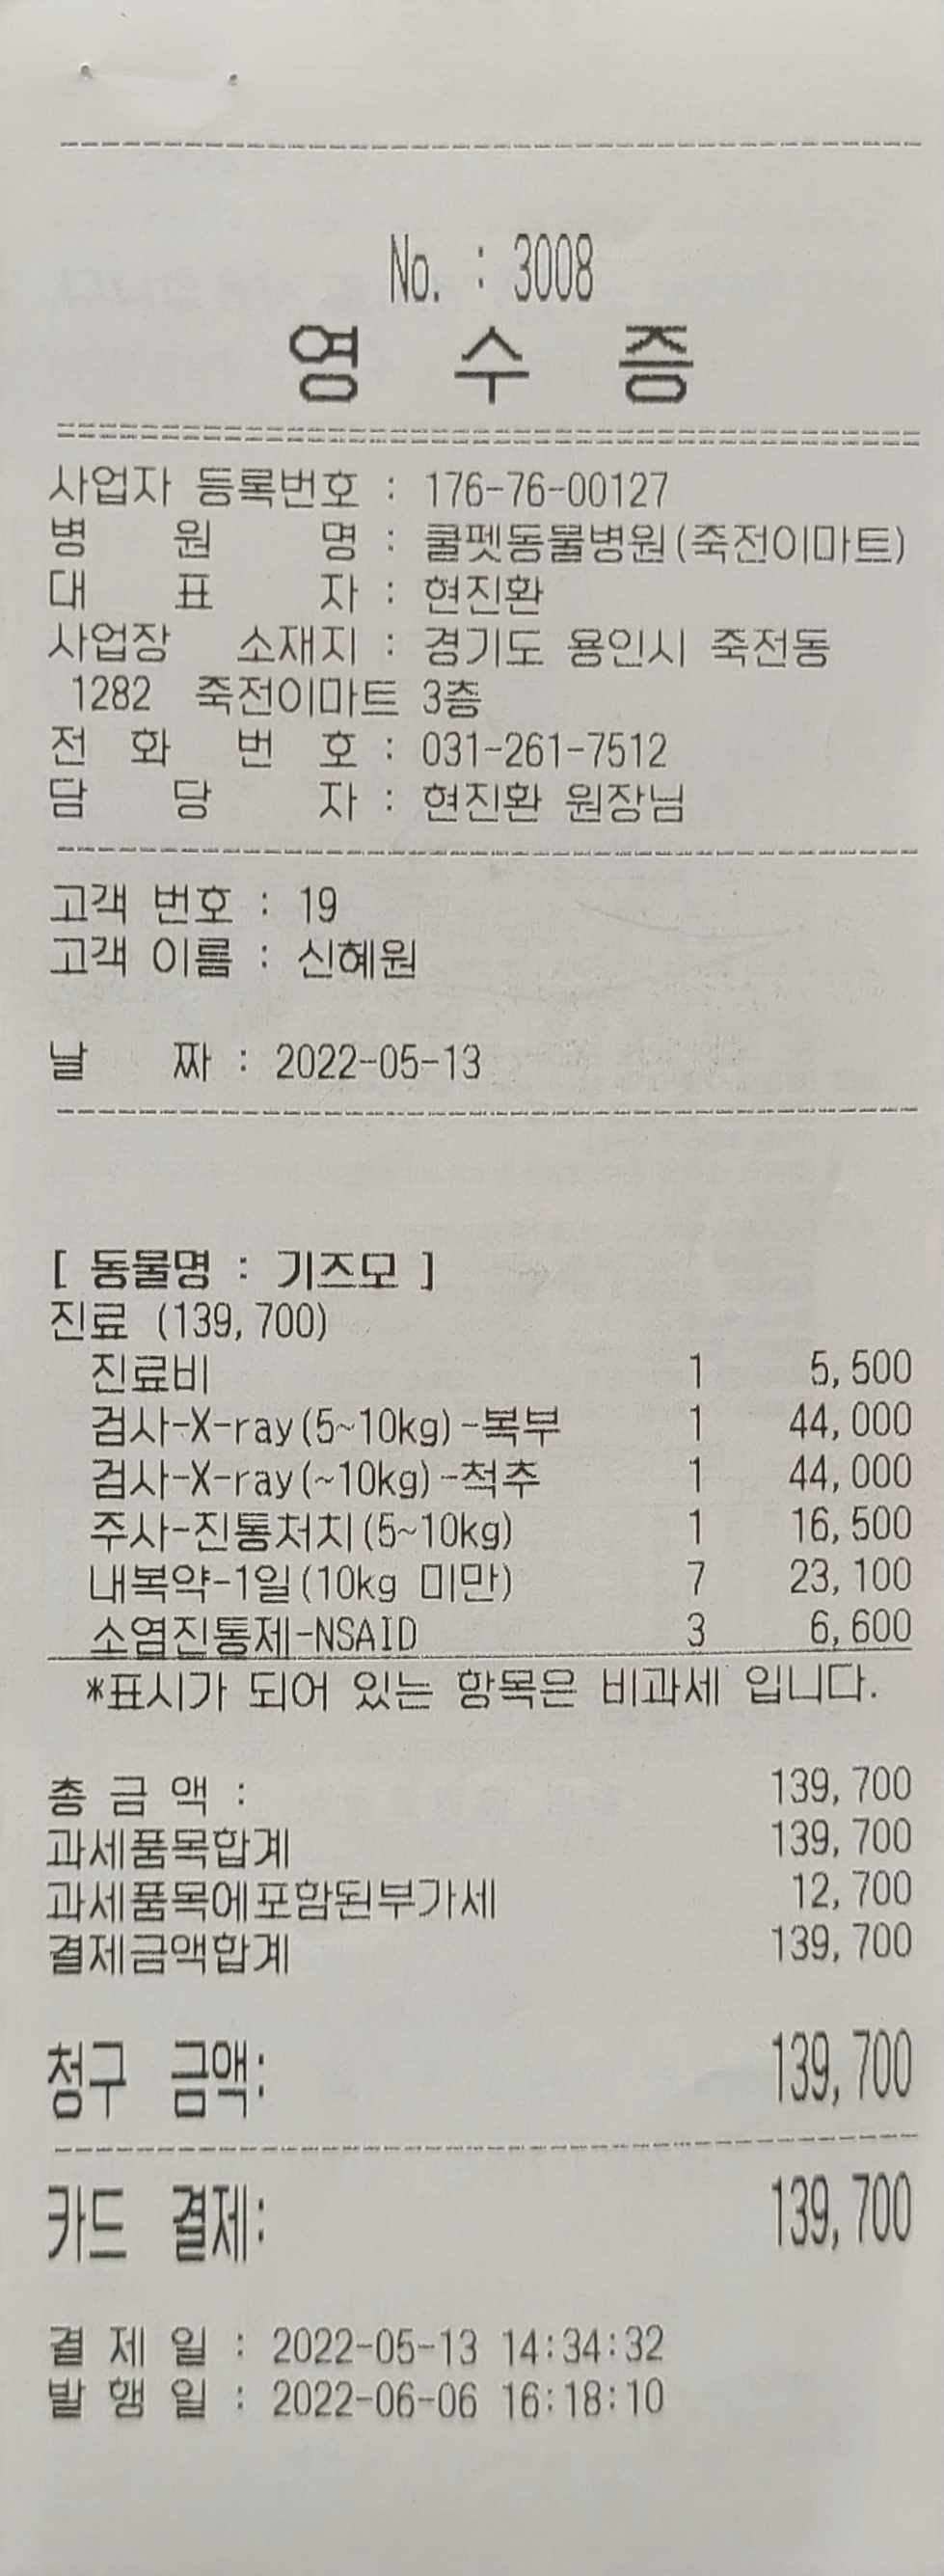 No. : 3008
영 수 증
사업자 등록번호 : 176-76-00127
병 원 명 : 쿨펫동물병원(죽전이마트)
대 표 자 : 현진환
사업장 소재지 : 경기도 용인시 죽전동
1282 죽전이마트 3층
전 화 번 호 : 031-261-7512
담 당 자 : 현진환 원장님
고객 번호 : 19
고객 이름 : 신혜원
날 짜 : 2022-05-13
[ 동물명 : 기즈모 ]
진료 (139,700)
진료비 1 5,500
검사-X-ray(5~10kg)-복부 1 44,000
검사-X-ray(~10kg)-척추 1 44,000
주사-진통처치(5~10kg) 1 16,500
내복약-1일(10kg 미만) 7 23,100
소염진통제-NSAID 3 6,600
*표시가 되어 있는 항목은 비과세 입니다.
총 금 액 : 139,700
과세품목합계 139,700
과세품목에포함된부가세 12,700
결제금액합계 139,700
청구 금액: 139,700
카드 결제: 139,700
결 제 일 : 2022-05-13 14:34:32
발 행 일 : 2022-06-06 16:18:10